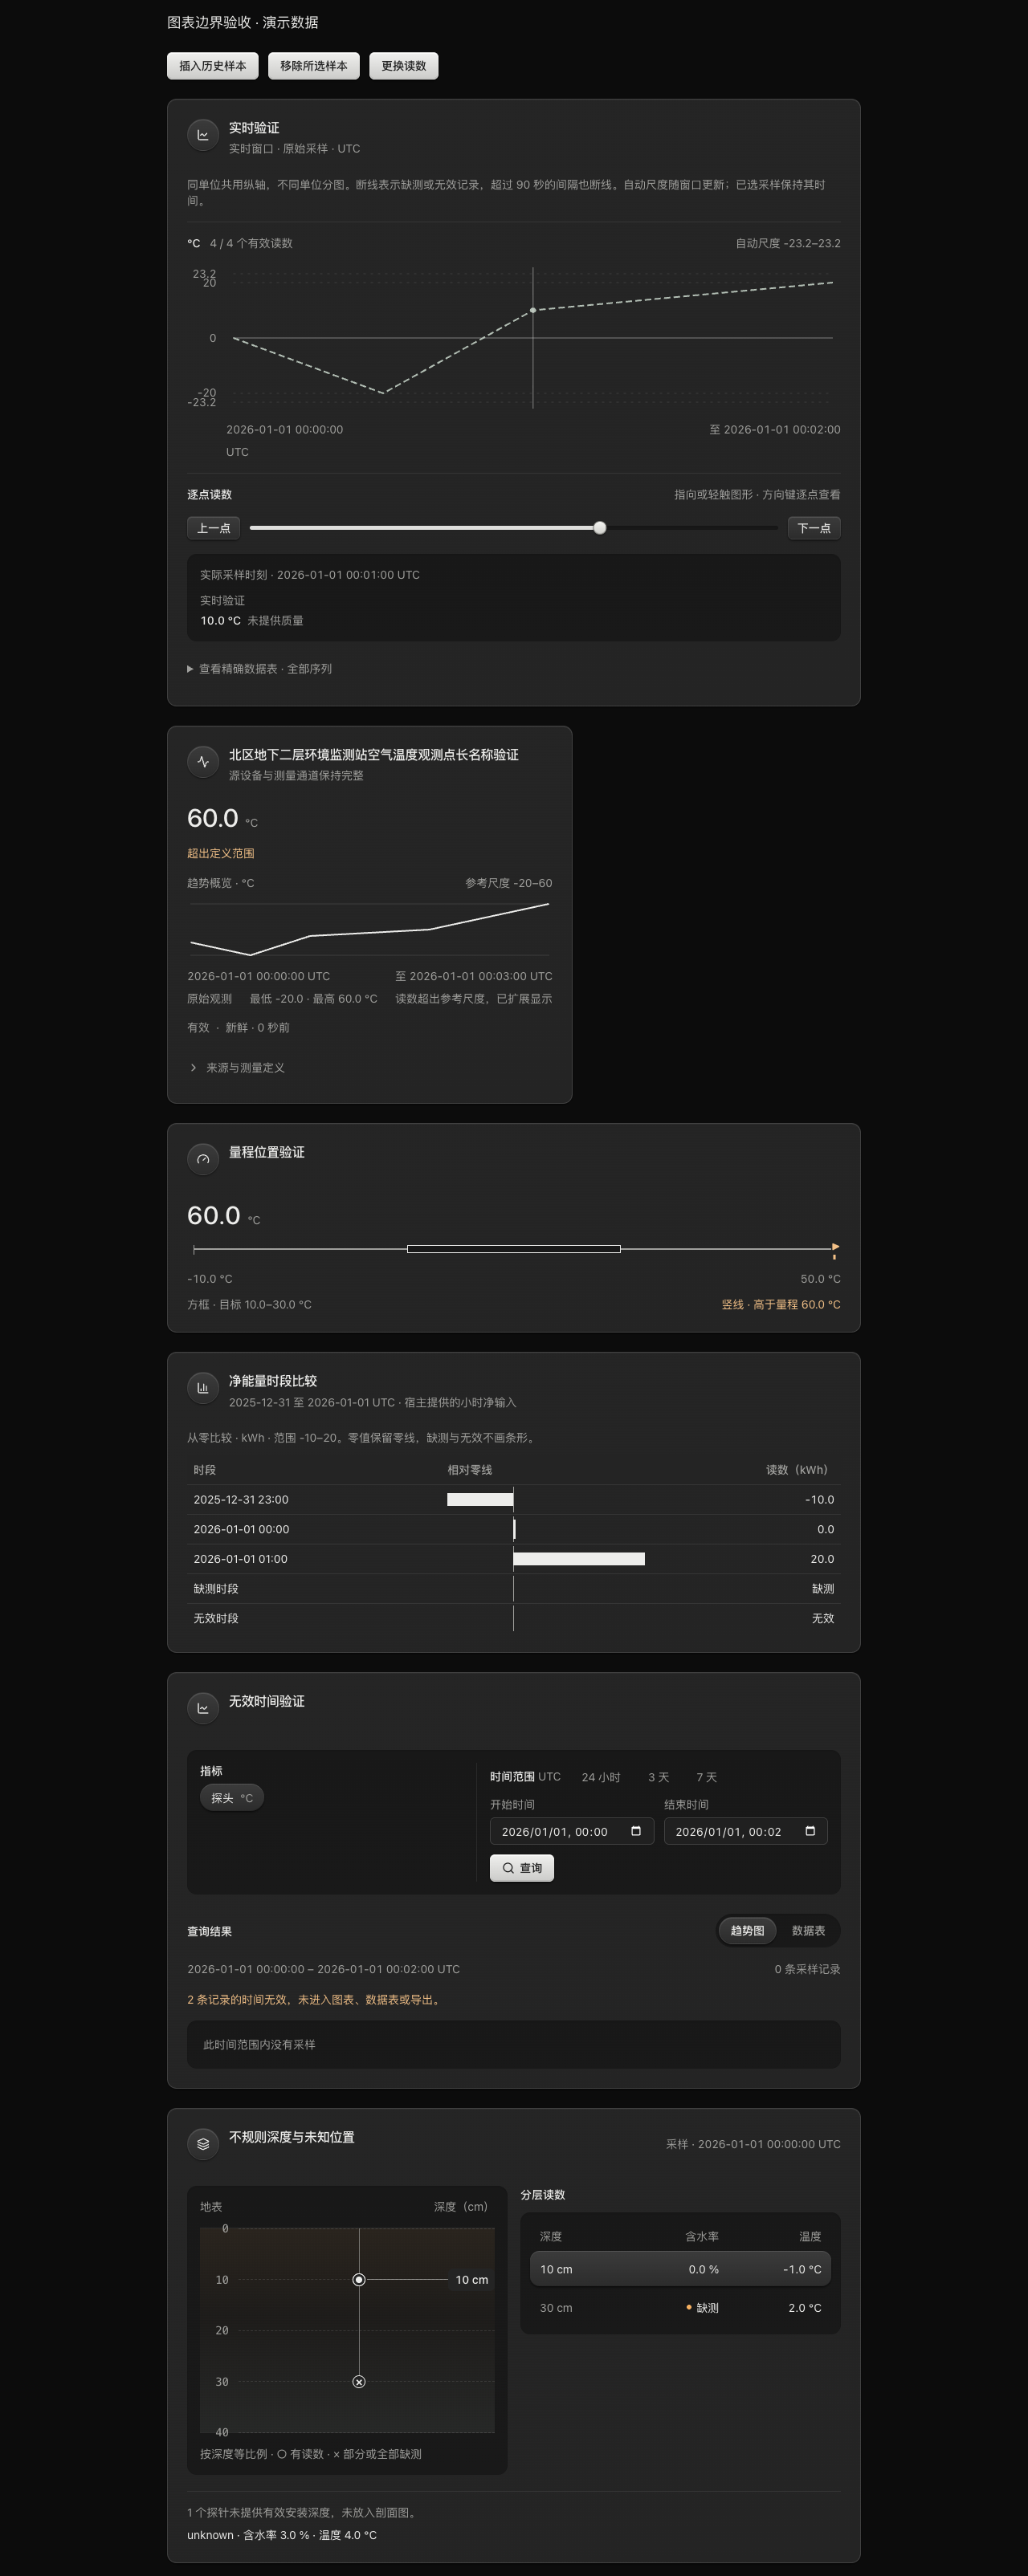 图表边界验收 · 演示数据
插入历史样本 移除所选样本 更换读数
实时验证
实时窗口 · 原始采样 · UTC
同单位共用纵轴，不同单位分图。断线表示缺测或无效记录，超过 90 秒的间隔也断线。自动尺度随窗口更新；已选采样保持其时
间。
°C 4 / 4 个有效读数 自动尺度 -23.2–23.2
23.2
20
0
-20
-23.2
2026-01-01 00:00:00 至 2026-01-01 00:02:00
UTC
逐点读数 指向或轻触图形 · 方向键逐点查看
上一点 下一点
实际采样时刻 · 2026-01-01 00:01:00 UTC
实时验证
10.0 °C 未提供质量
查看精确数据表 · 全部序列
北区地下二层环境监测站空气温度观测点长名称验证
源设备与测量通道保持完整
60.0 °C
超出定义范围
趋势概览 · °C 参考尺度 -20–60
2026-01-01 00:00:00 UTC 至 2026-01-01 00:03:00 UTC
原始观测 最低 -20.0 · 最高 60.0 °C 读数超出参考尺度，已扩展显示
有效 · 新鲜 · 0 秒前
来源与测量定义
量程位置验证
60.0 °C
-10.0 °C 50.0 °C
方框 · 目标 10.0–30.0 °C 竖线 · 高于量程 60.0 °C
净能量时段比较
2025-12-31 至 2026-01-01 UTC · 宿主提供的小时净输入
从零比较 · kWh · 范围 -10–20。零值保留零线，缺测与无效不画条形。
时段 相对零线 读数（kWh）
2025-12-31 23:00 -10.0
2026-01-01 00:00 0.0
2026-01-01 01:00 20.0
缺测时段 缺测
无效时段 无效
无效时间验证
指标
探头 °C
时间范围 UTC 24 小时 3 天 7 天
开始时间 结束时间
2026/01/01, 00:00 2026/01/01, 00:02
查询
查询结果 趋势图 数据表
2026-01-01 00:00:00 – 2026-01-01 00:02:00 UTC 0 条采样记录
2 条记录的时间无效，未进入图表、数据表或导出。
此时间范围内没有采样
不规则深度与未知位置 采样 · 2026-01-01 00:00:00 UTC
地表 深度（cm）
0
10 10 cm
20
30
40
按深度等比例 · ○ 有读数 · × 部分或全部缺测
分层读数
深度 含水率 温度
10 cm 0.0 % -1.0 °C
30 cm 缺测 2.0 °C
1 个探针未提供有效安装深度，未放入剖面图。
unknown · 含水率 3.0 % · 温度 4.0 °C